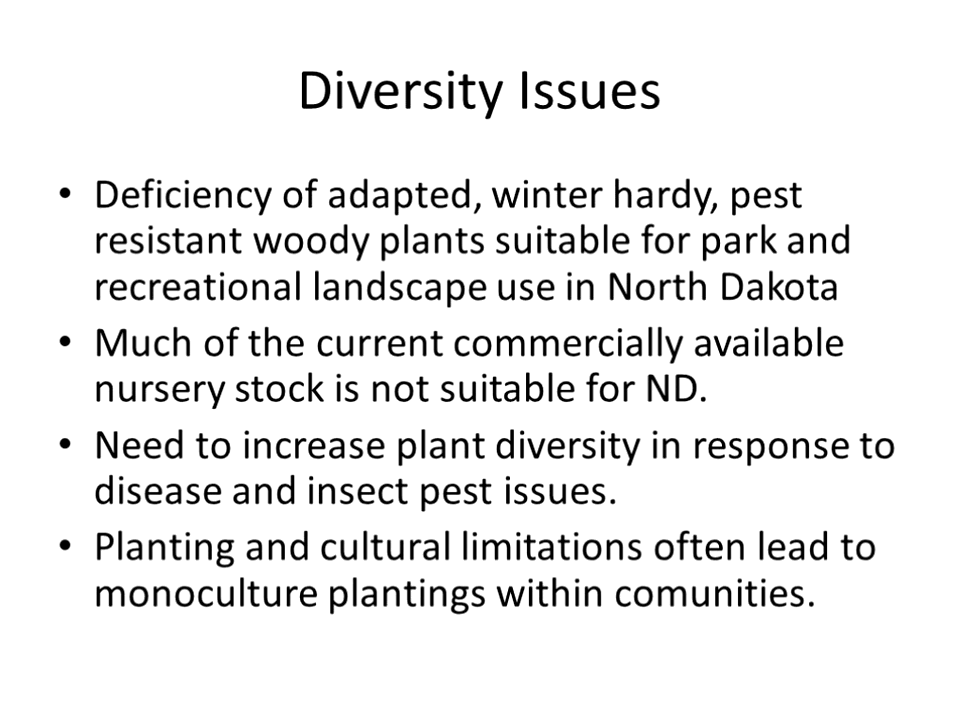 Diversity Issues
• Deficiency of adapted, winter hardy, pest
resistant woody plants suitable for park and
recreational landscape use in North Dakota
• Much of the current commercially available
nursery stock is not suitable for ND.
• Need to increase plant diversity in response to
disease and insect pest issues.
• Planting and cultural limitations often lead to
monoculture plantings within comunities.